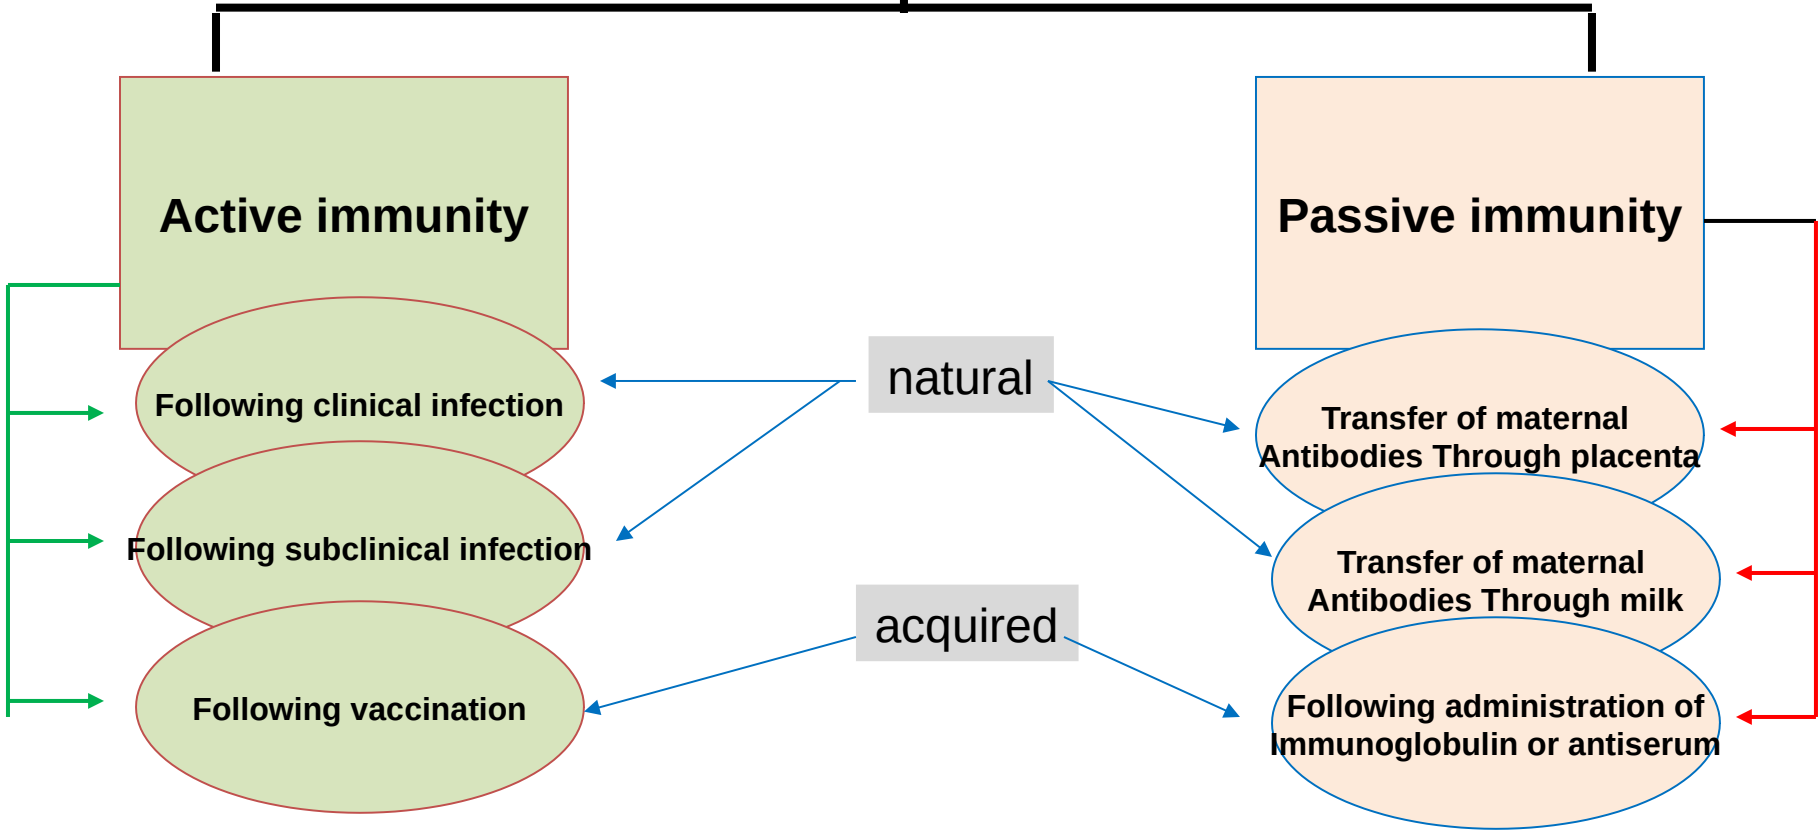 Active immunity
Passive immunity
natural
Following clinical infection
Transfer of maternal
Antibodies Through placenta
Following subclinical infection
Transfer of maternal
Antibodies Through milk
acquired
Following vaccination
Following administration of
Immunoglobulin or antiserum